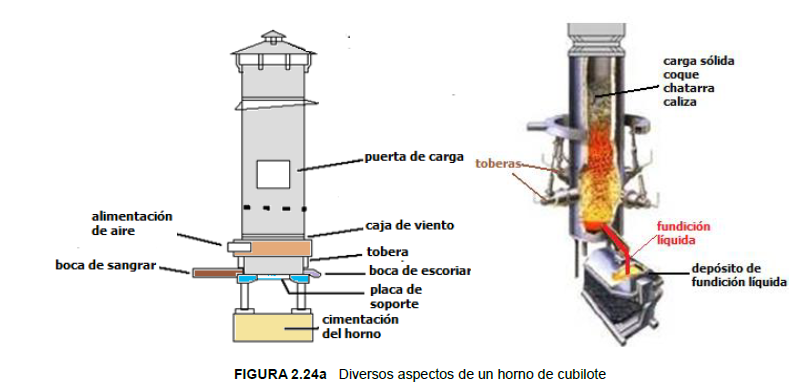 puerta de carga
alimentación
de aire
caja de viento
tobera
boca de sangrar
boca de escoriar
placa de
soporte
cimentación
del horno
carga sólida
coque
chatarra
caliza
toberas
fundición
líquida
depósito de
fundición líquida
FIGURA 2.24a Diversos aspectos de un horno de cubilote